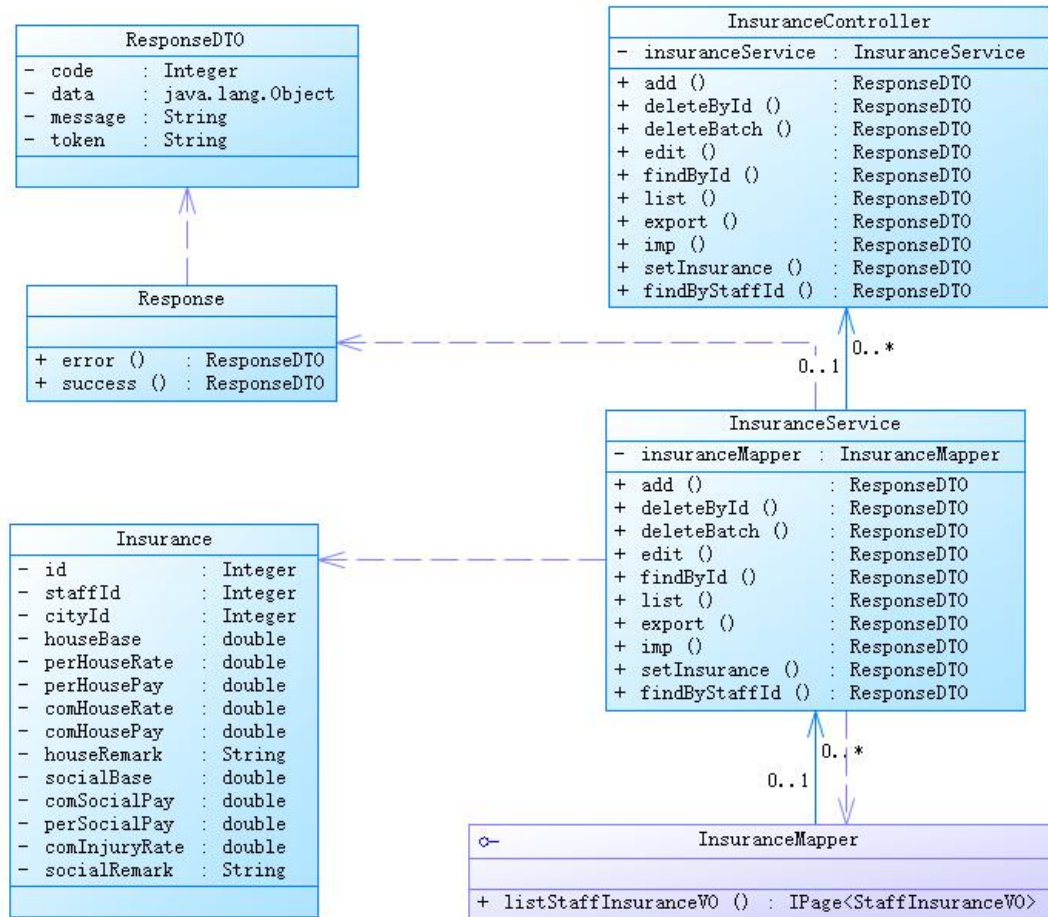 ResponseDTO
- code : Integer
- data : java.lang.Object
- message : String
- token : String
InsuranceController
- insuranceService : InsuranceService
+ add () : ResponseDTO
+ deleteById () : ResponseDTO
+ deleteBatch () : ResponseDTO
+ edit () : ResponseDTO
+ findById () : ResponseDTO
+ list () : ResponseDTO
+ export () : ResponseDTO
+ imp () : ResponseDTO
+ setInsurance () : ResponseDTO
+ findByStaffId () : ResponseDTO
Response
+ error () : ResponseDTO
+ success () : ResponseDTO
0..*
0..1
InsuranceService
- insuranceMapper : InsuranceMapper
+ add () : ResponseDTO
+ deleteById () : ResponseDTO
+ deleteBatch () : ResponseDTO
+ edit () : ResponseDTO
+ findById () : ResponseDTO
+ list () : ResponseDTO
+ export () : ResponseDTO
+ imp () : ResponseDTO
+ setInsurance () : ResponseDTO
+ findByStaffId () : ResponseDTO
Insurance
- id : Integer
- staffId : Integer
- cityId : Integer
- houseBase : double
- perHouseRate : double
- perHousePay : double
- comHouseRate : double
- comHousePay : double
- houseRemark : String
- socialBase : double
- comSocialPay : double
- perSocialPay : double
- comInjuryRate : double
- socialRemark : String
0..*
0..1
InsuranceMapper
+ listStaffInsuranceVO () : IPage<StaffInsuranceVO>